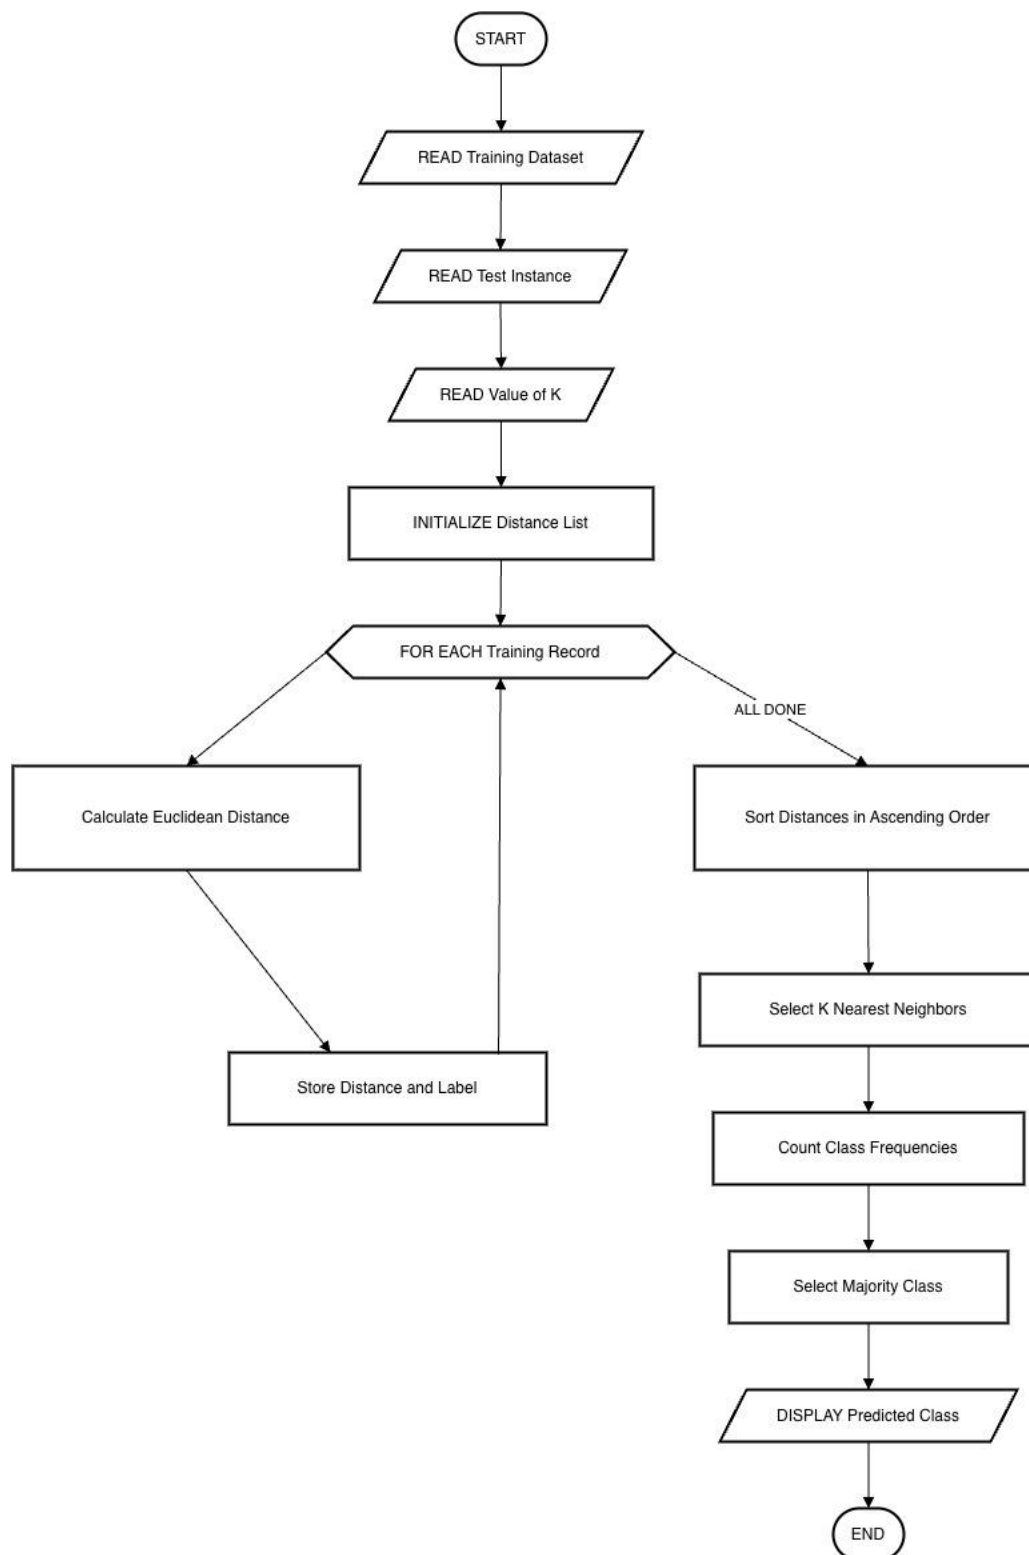 START
READ Training Dataset
READ Test Instance
READ Value of K
INITIALIZE Distance List
FOR EACH Training Record
ALL DONE
Calculate Euclidean Distance
Sort Distances in Ascending Order
Store Distance and Label
Select K Nearest Neighbors
Count Class Frequencies
Select Majority Class
DISPLAY Predicted Class
END